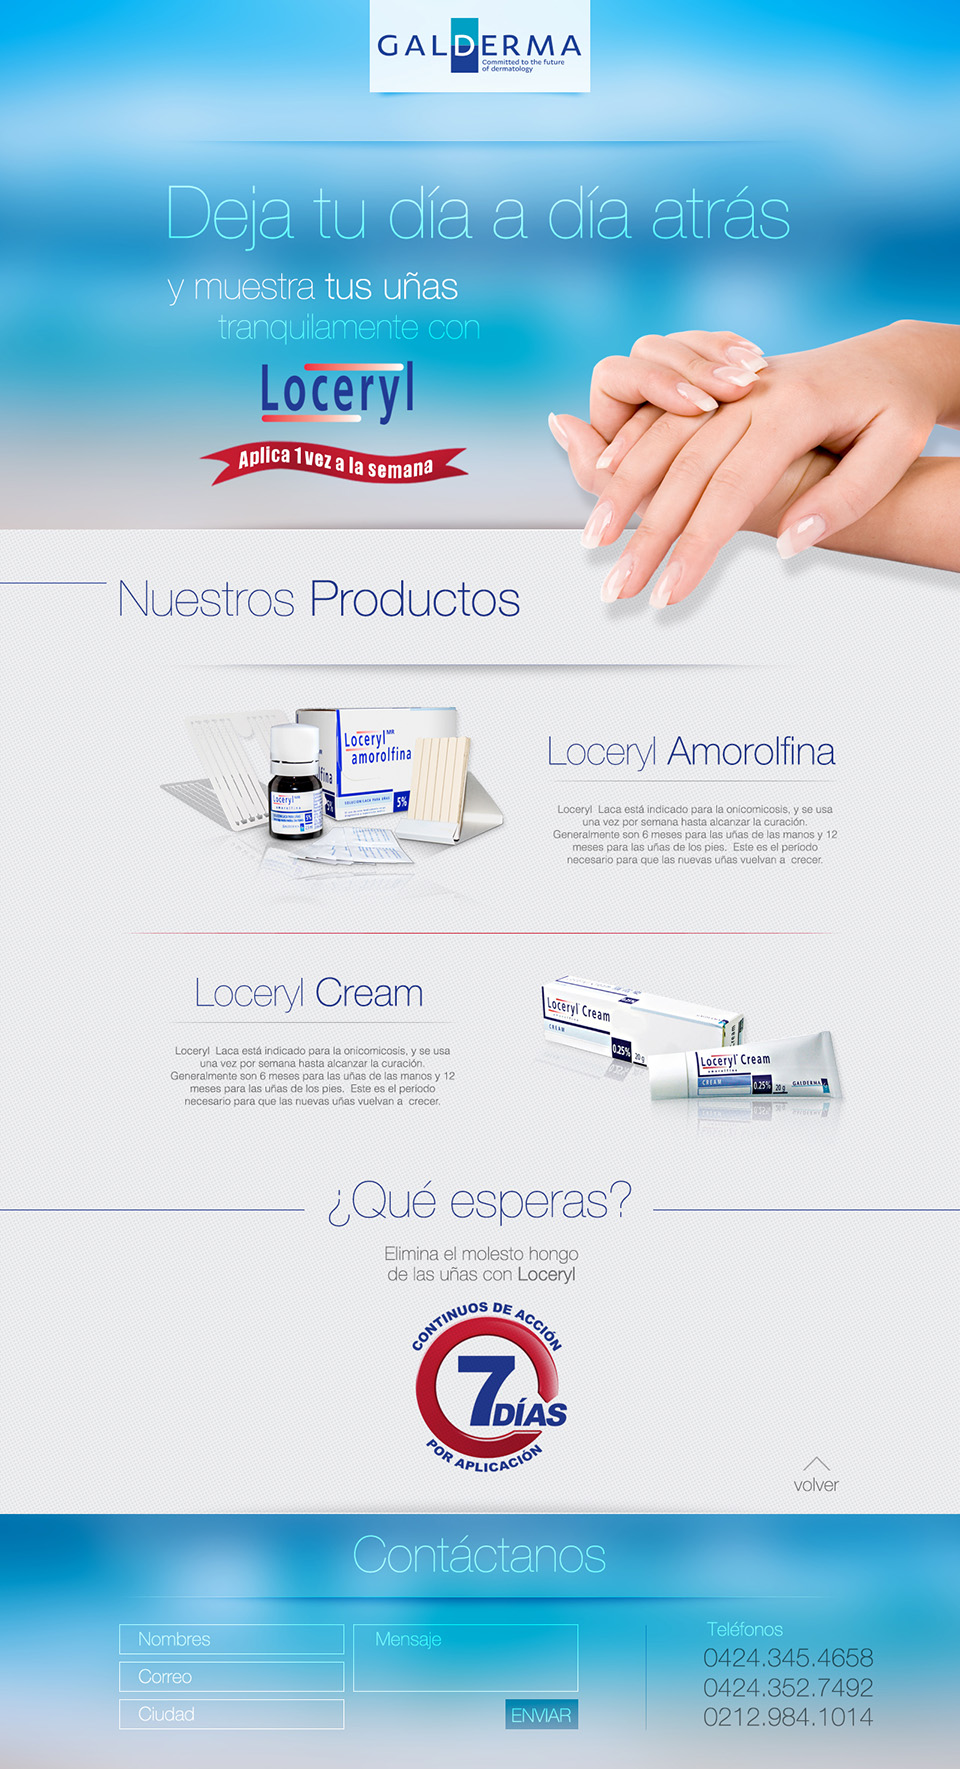 GALDERMA
Committed to the future
of dermatology
Deja tu día a día atrás
y muestra tus uñas
tranquilamente con
Loceryl
Aplica 1 vez a la semana
Nuestros Productos
Loceryl MR
amorolfina
SOLUCION LACA PARA UÑAS
5%
Loceryl
amorolfina
5%
Loceryl Amorolfina
Loceryl Laca está indicado para la onicomicosis, y se usa
una vez por semana hasta alcanzar la curación.
Generalmente son 6 meses para las uñas de las manos y 12
meses para las uñas de los pies. Este es el período
necesario para que las nuevas uñas vuelvan a crecer.
Loceryl Cream
Loceryl Laca está indicado para la onicomicosis, y se usa
una vez por semana hasta alcanzar la curación.
Generalmente son 6 meses para las uñas de las manos y 12
meses para las uñas de los pies. Este es el período
necesario para que las nuevas uñas vuelvan a crecer.
Loceryl Cream
CREAM
0.25% 20 g
Loceryl Cream
amorolfina
CREAM
0.25% 20 g
GALDERMA
¿Qué esperas?
Elimina el molesto hongo
de las uñas con Loceryl
CONTINUOS DE ACCIÓN
7 DÍAS
POR APLICACIÓN
volver
Contáctanos
Nombres
Correo
Ciudad
Mensaje
ENVIAR
Teléfonos
0424.345.4658
0424.352.7492
0212.984.1014